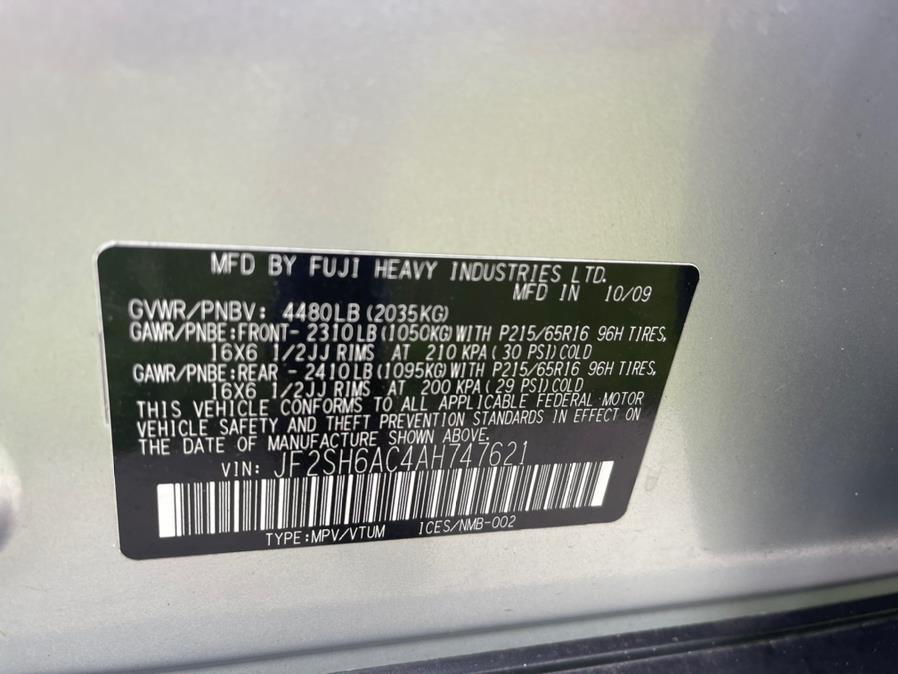 MFD BY FUJI HEAVY INDUSTRIES LTD.
MFD IN 10/09
GVWR/PNBV: 4480LB (2035KG)
GAWR/PNBE:FRONT- 2310LB (1050KG) WITH P215/65R16 96H TIRES,
16X6 1/2JJ RIMS AT 210 KPA ( 30 PSI) COLD
GAWR/PNBE:REAR - 2410LB (1095KG) WITH P215/65R16 96H TIRES,
16X6 1/2JJ RIMS AT 200 KPA ( 29 PSI) COLD
THIS VEHICLE CONFORMS TO ALL APPLICABLE FEDERAL MOTOR
VEHICLE SAFETY AND THEFT PREVENTION STANDARDS IN EFFECT ON
THE DATE OF MANUFACTURE SHOWN ABOVE.
VIN: JF2SH6AC4AH747621
TYPE:MPV/VTUM ICES/NMB-002